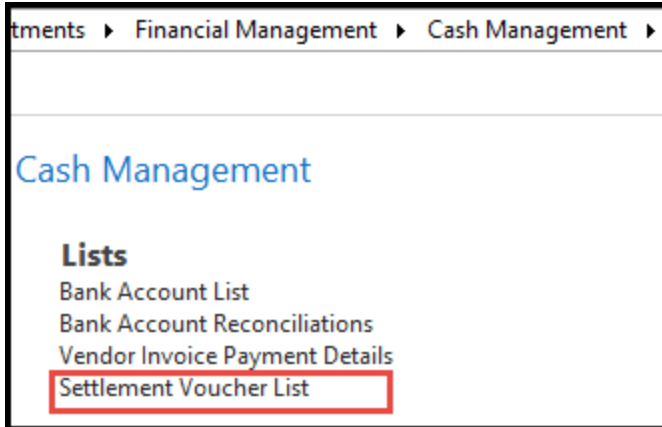 tments ▸ Financial Management ▸ Cash Management ▸
Cash Management
Lists
Bank Account List
Bank Account Reconciliations
Vendor Invoice Payment Details
Settlement Voucher List